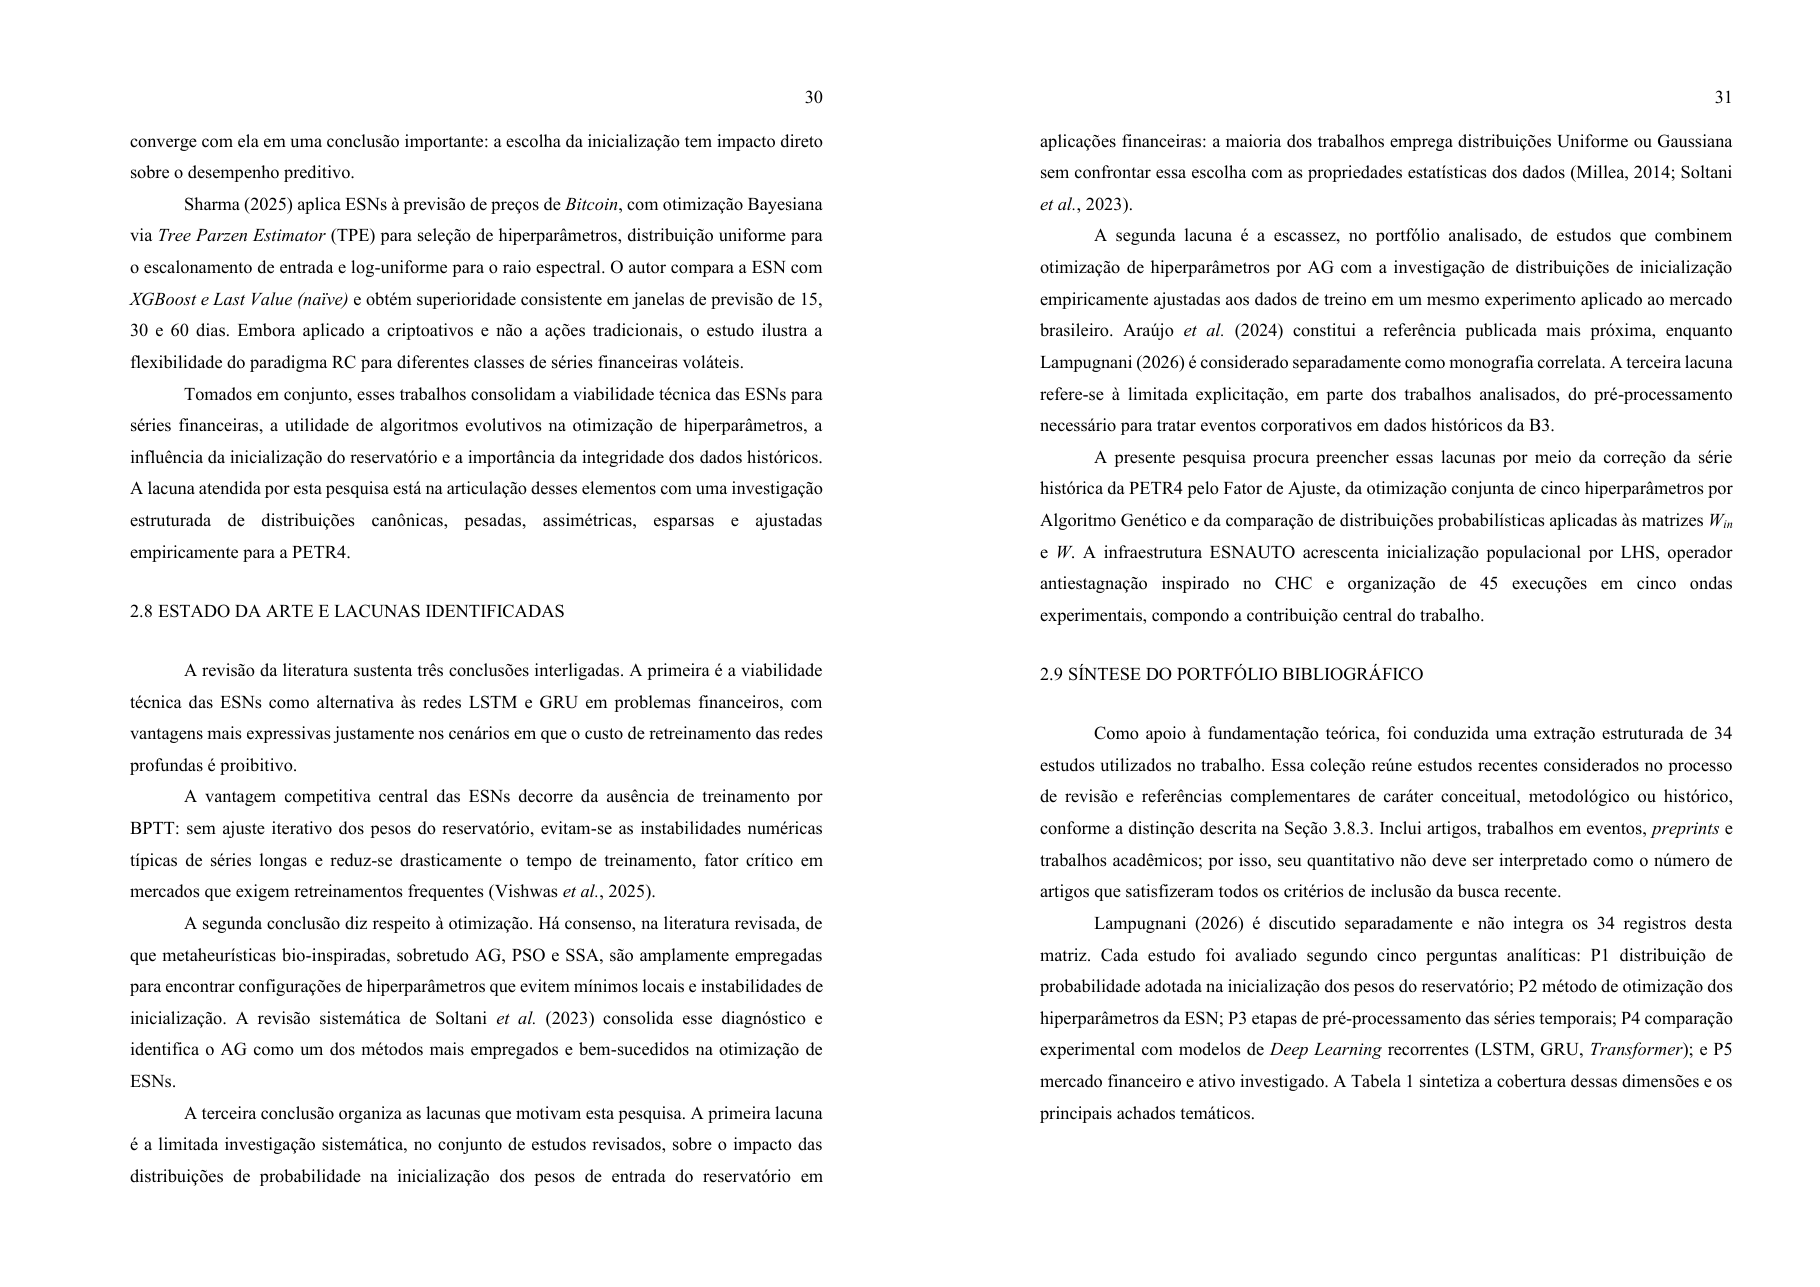 30
converge com ela em uma conclusão importante: a escolha da inicialização tem impacto direto
sobre o desempenho preditivo.
Sharma (2025) aplica ESNs à previsão de preços de Bitcoin, com otimização Bayesiana
via Tree Parzen Estimator (TPE) para seleção de hiperparâmetros, distribuição uniforme para
o escalonamento de entrada e log-uniforme para o raio espectral. O autor compara a ESN com
XGBoost e Last Value (naïve) e obtém superioridade consistente em janelas de previsão de 15,
30 e 60 dias. Embora aplicado a criptoativos e não a ações tradicionais, o estudo ilustra a
flexibilidade do paradigma RC para diferentes classes de séries financeiras voláteis.
Tomados em conjunto, esses trabalhos consolidam a viabilidade técnica das ESNs para
séries financeiras, a utilidade de algoritmos evolutivos na otimização de hiperparâmetros, a
influência da inicialização do reservatório e a importância da integridade dos dados históricos.
A lacuna atendida por esta pesquisa está na articulação desses elementos com uma investigação
estruturada de distribuições canônicas, pesadas, assimétricas, esparsas e ajustadas
empiricamente para a PETR4.
2.8 ESTADO DA ARTE E LACUNAS IDENTIFICADAS
A revisão da literatura sustenta três conclusões interligadas. A primeira é a viabilidade
técnica das ESNs como alternativa às redes LSTM e GRU em problemas financeiros, com
vantagens mais expressivas justamente nos cenários em que o custo de retreinamento das redes
profundas é proibitivo.
A vantagem competitiva central das ESNs decorre da ausência de treinamento por
BPTT: sem ajuste iterativo dos pesos do reservatório, evitam-se as instabilidades numéricas
típicas de séries longas e reduz-se drasticamente o tempo de treinamento, fator crítico em
mercados que exigem retreinamentos frequentes (Vishwas et al., 2025).
A segunda conclusão diz respeito à otimização. Há consenso, na literatura revisada, de
que metaheurísticas bio-inspiradas, sobretudo AG, PSO e SSA, são amplamente empregadas
para encontrar configurações de hiperparâmetros que evitem mínimos locais e instabilidades de
inicialização. A revisão sistemática de Soltani et al. (2023) consolida esse diagnóstico e
identifica o AG como um dos métodos mais empregados e bem-sucedidos na otimização de
ESNs.
A terceira conclusão organiza as lacunas que motivam esta pesquisa. A primeira lacuna
é a limitada investigação sistemática, no conjunto de estudos revisados, sobre o impacto das
distribuições de probabilidade na inicialização dos pesos de entrada do reservatório em
31
aplicações financeiras: a maioria dos trabalhos emprega distribuições Uniforme ou Gaussiana
sem confrontar essa escolha com as propriedades estatísticas dos dados (Millea, 2014; Soltani
et al., 2023).
A segunda lacuna é a escassez, no portfólio analisado, de estudos que combinem
otimização de hiperparâmetros por AG com a investigação de distribuições de inicialização
empiricamente ajustadas aos dados de treino em um mesmo experimento aplicado ao mercado
brasileiro. Araújo et al. (2024) constitui a referência publicada mais próxima, enquanto
Lampugnani (2026) é considerado separadamente como monografia correlata. A terceira lacuna
refere-se à limitada explicitação, em parte dos trabalhos analisados, do pré-processamento
necessário para tratar eventos corporativos em dados históricos da B3.
A presente pesquisa procura preencher essas lacunas por meio da correção da série
histórica da PETR4 pelo Fator de Ajuste, da otimização conjunta de cinco hiperparâmetros por
Algoritmo Genético e da comparação de distribuições probabilísticas aplicadas às matrizes Win
e W. A infraestrutura ESNAUTO acrescenta inicialização populacional por LHS, operador
antiestagnação inspirado no CHC e organização de 45 execuções em cinco ondas
experimentais, compondo a contribuição central do trabalho.
2.9 SÍNTESE DO PORTFÓLIO BIBLIOGRÁFICO
Como apoio à fundamentação teórica, foi conduzida uma extração estruturada de 34
estudos utilizados no trabalho. Essa coleção reúne estudos recentes considerados no processo
de revisão e referências complementares de caráter conceitual, metodológico ou histórico,
conforme a distinção descrita na Seção 3.8.3. Inclui artigos, trabalhos em eventos, preprints e
trabalhos acadêmicos; por isso, seu quantitativo não deve ser interpretado como o número de
artigos que satisfizeram todos os critérios de inclusão da busca recente.
Lampugnani (2026) é discutido separadamente e não integra os 34 registros desta
matriz. Cada estudo foi avaliado segundo cinco perguntas analíticas: P1 distribuição de
probabilidade adotada na inicialização dos pesos do reservatório; P2 método de otimização dos
hiperparâmetros da ESN; P3 etapas de pré-processamento das séries temporais; P4 comparação
experimental com modelos de Deep Learning recorrentes (LSTM, GRU, Transformer); e P5
mercado financeiro e ativo investigado. A Tabela 1 sintetiza a cobertura dessas dimensões e os
principais achados temáticos.